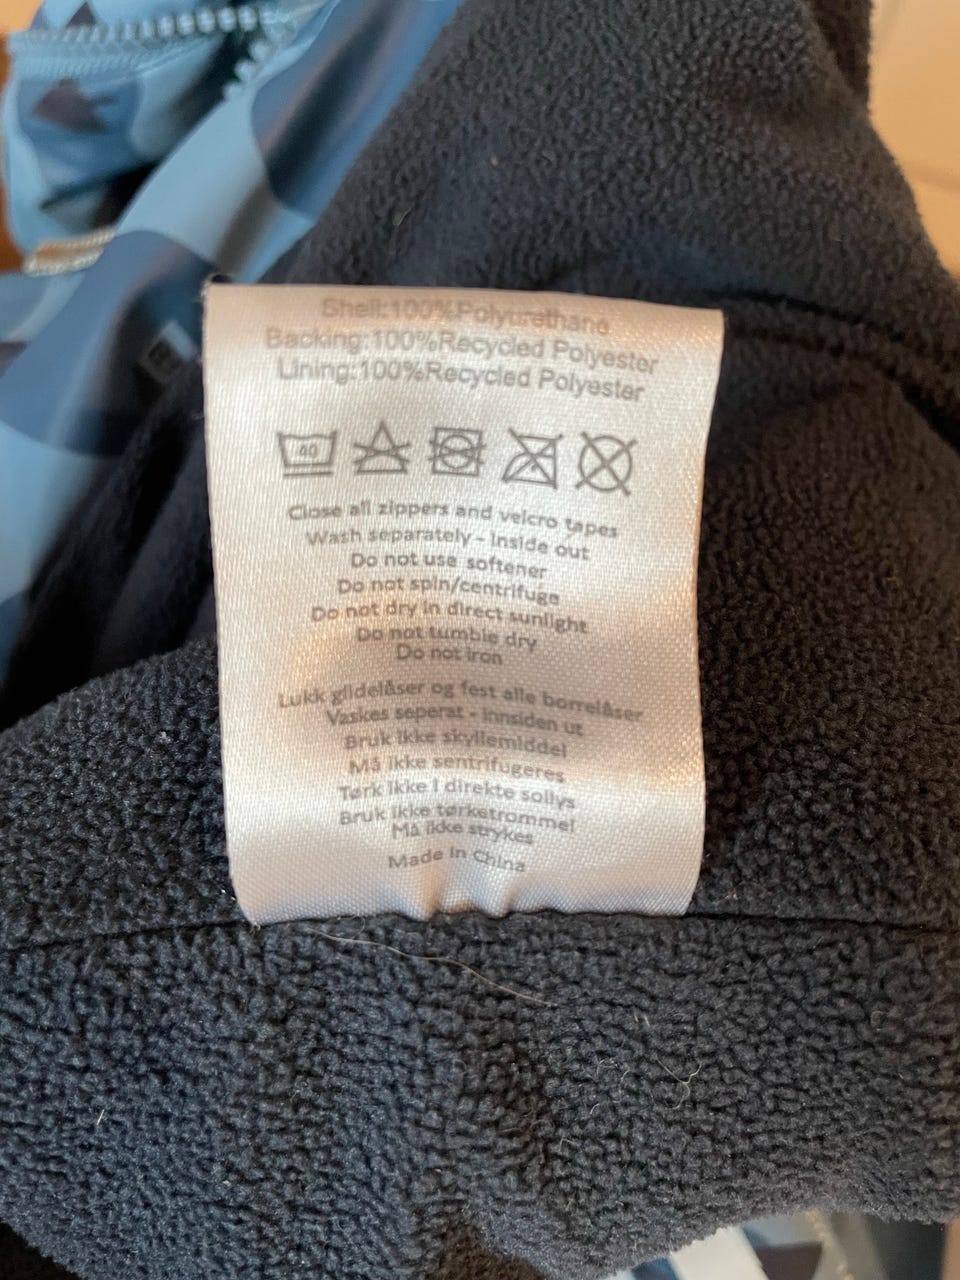 Shell:100%Polyurethane
Backing:100%Recycled Polyester
Lining:100%Recycled Polyester
40
Close all zippers and velcro tapes
Wash separately - Inside out
Do not use softener
Do not spin/centrifuge
Do not dry in direct sunlight
Do not tumble dry
Do not iron
Lukk glidelåser og fest alle borrelåser
Vaskes seperat - innsiden ut
Bruk ikke skyllemiddel
Må ikke sentrifugeres
Tørk ikke i direkte sollys
Bruk ikke tørketrommel
Må ikke strykes
Made in China